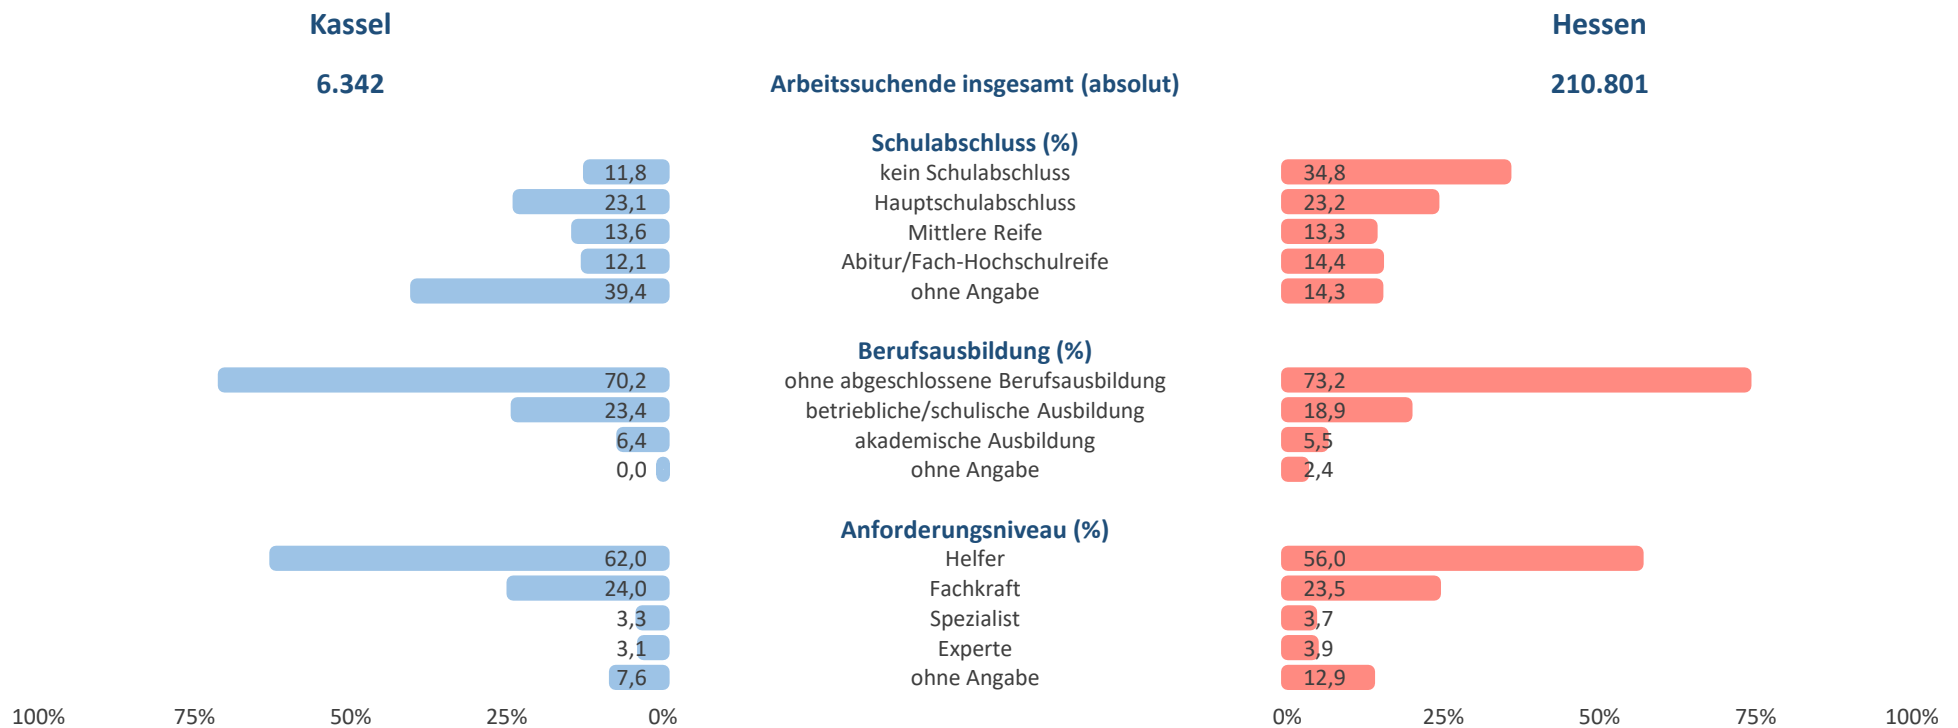 Kassel Hessen
6.342 Arbeitssuchende insgesamt (absolut) 210.801
Schulabschluss (%)
11,8 kein Schulabschluss 34,8
23,1 Hauptschulabschluss 23,2
13,6 Mittlere Reife 13,3
12,1 Abitur/Fach-Hochschulreife 14,4
39,4 ohne Angabe 14,3
Berufsausbildung (%)
70,2 ohne abgeschlossene Berufsausbildung 73,2
23,4 betriebliche/schulische Ausbildung 18,9
6,4 akademische Ausbildung 5,5
0,0 ohne Angabe 2,4
Anforderungsniveau (%)
62,0 Helfer 56,0
24,0 Fachkraft 23,5
3,3 Spezialist 3,7
3,1 Experte 3,9
7,6 ohne Angabe 12,9
100% 75% 50% 25% 0% 0% 25% 50% 75% 100%